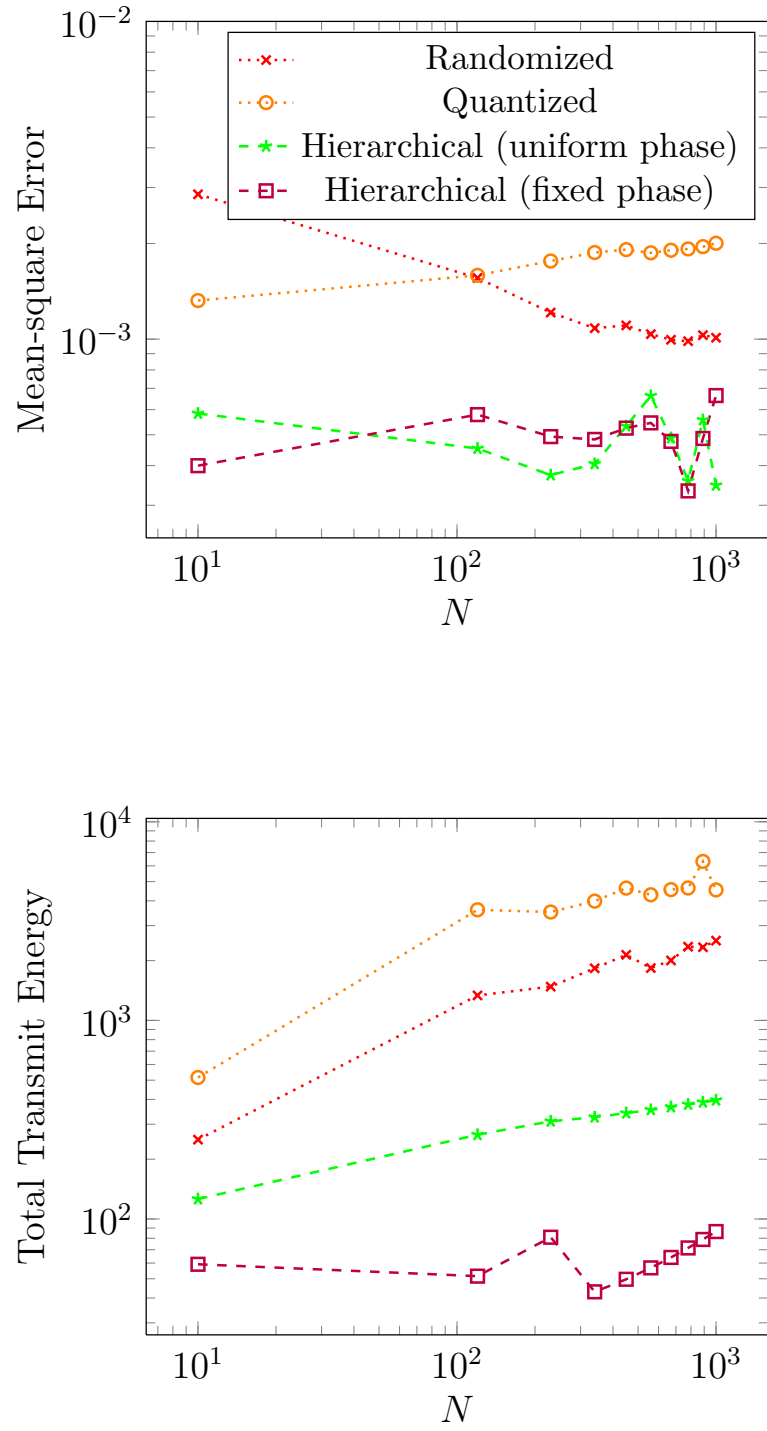 10^−2
Randomized
Quantized
Hierarchical (uniform phase)
Hierarchical (fixed phase)
Mean-square Error
10^−3
10^1
10^2
10^3
N
10^4
Total Transmit Energy
10^3
10^2
10^1
10^2
10^3
N